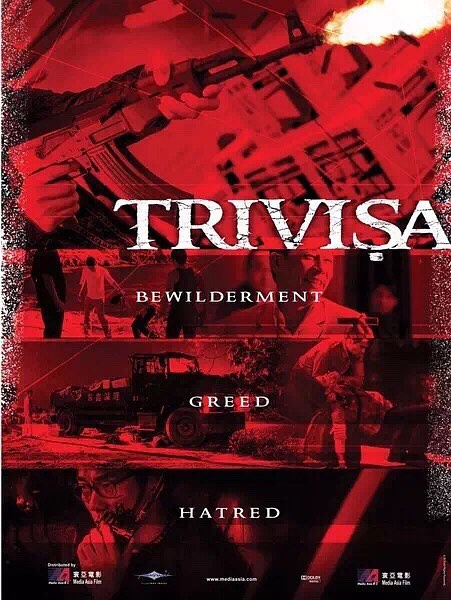 TRIVIṢA
BEWILDERMENT
GREED
HATRED
Distributed by
寰亞電影
Media Asia Film
www.mediaasia.com
DOLBY
寰亞電影
Media Asia Film